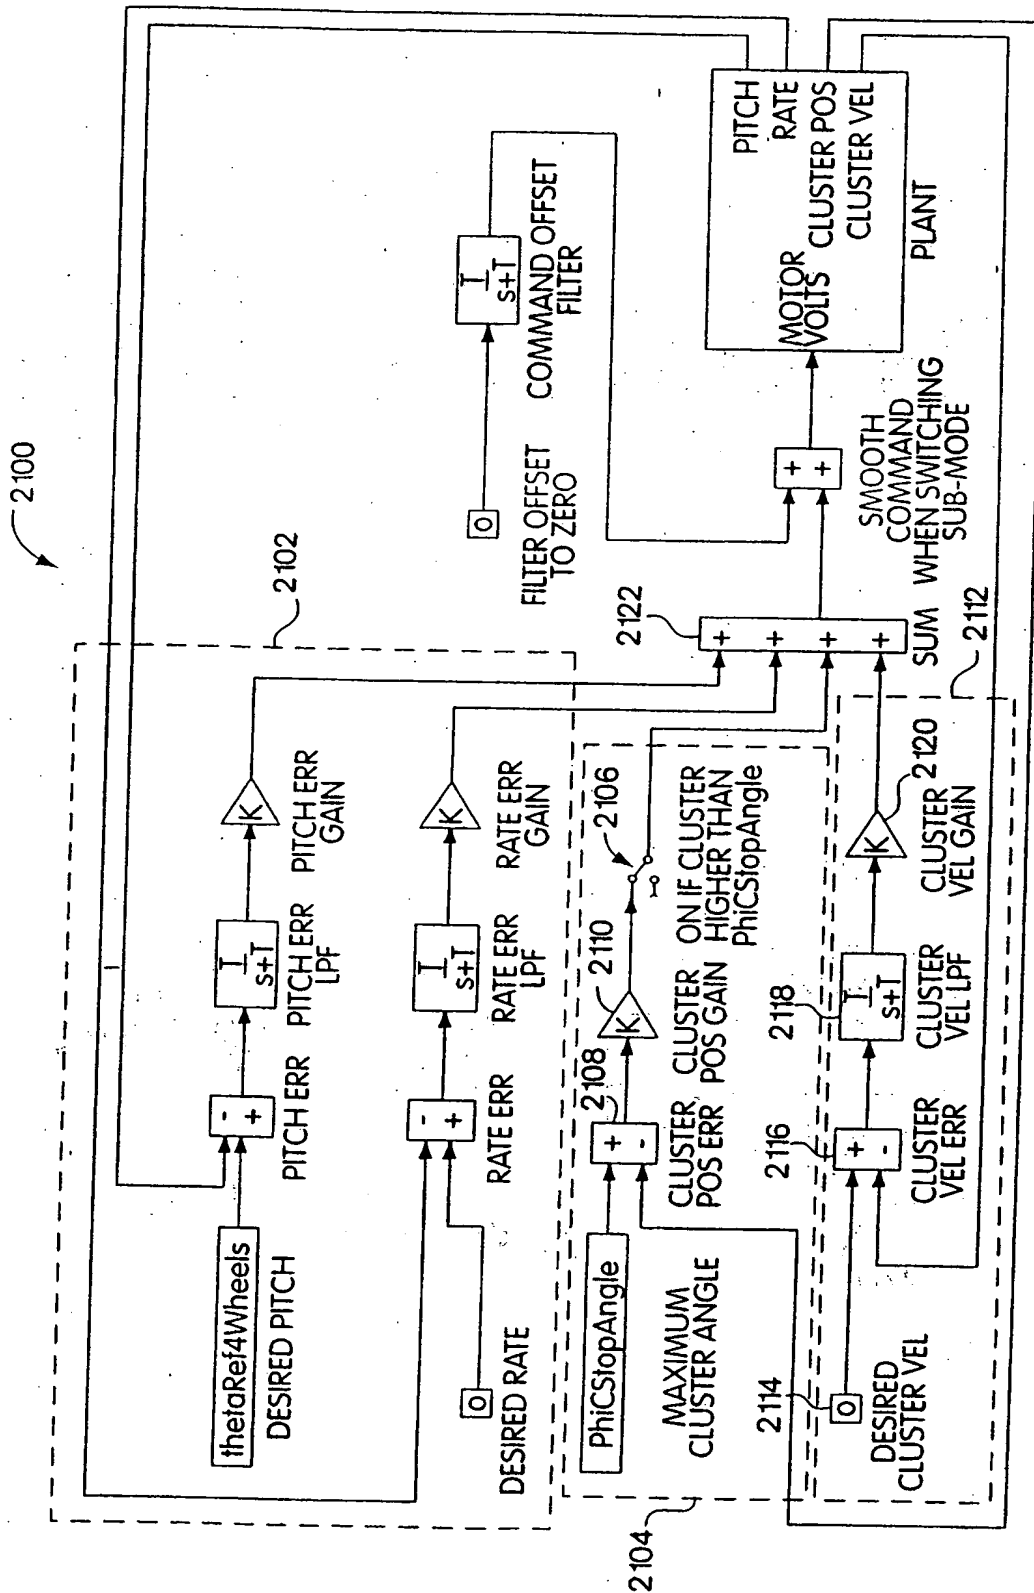 2100
2102
thetaRef4Wheels
DESIRED PITCH
-
+
PITCH ERR
T
s+T
PITCH ERR
LPF
K
PITCH ERR
GAIN
0
DESIRED RATE
-
+
RATE ERR
T
s+T
RATE ERR
LPF
K
RATE ERR
GAIN
0
FILTER OFFSET
TO ZERO
T
s+T
COMMAND OFFSET
FILTER
2104
PhiCStopAngle
MAXIMUM
CLUSTER ANGLE
2108
+
-
CLUSTER
POS ERR
2110
K
CLUSTER
POS GAIN
2106
ON IF CLUSTER
HIGHER THAN
PhiCStopAngle
2114
0
DESIRED
CLUSTER VEL
2116
+
-
CLUSTER
VEL ERR
2118
T
s+T
CLUSTER
VEL LPF
K
2120
CLUSTER
VEL GAIN
2112
2122
+
+
+
+
SUM
+
+
SMOOTH
COMMAND
WHEN SWITCHING
SUB-MODE
MOTOR
VOLTS
PITCH
RATE
CLUSTER POS
CLUSTER VEL
PLANT